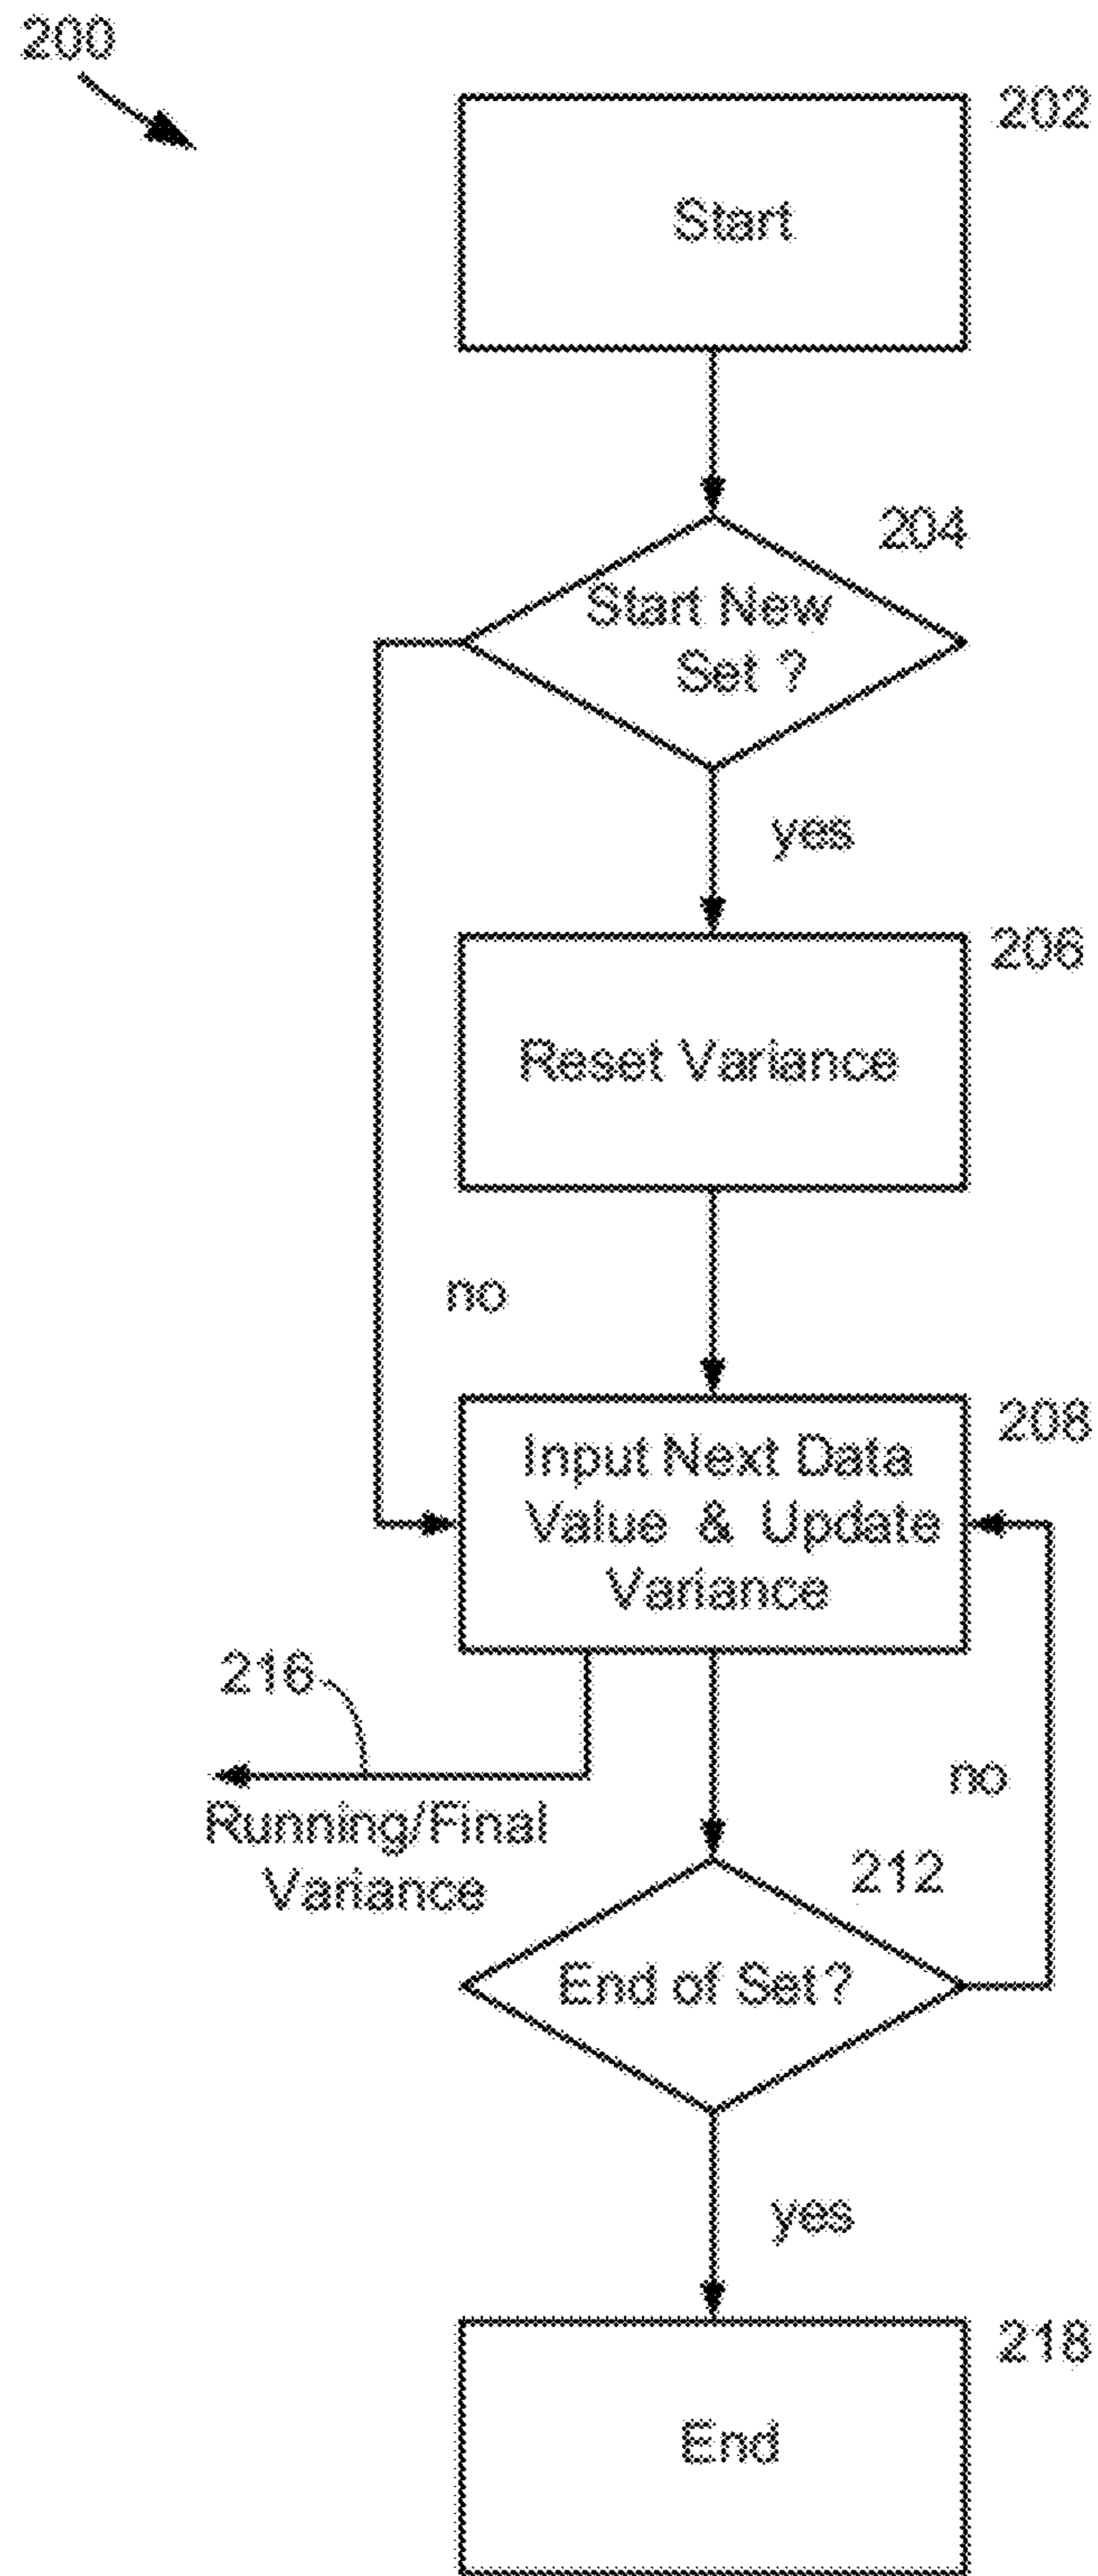 200
202
Start
204
Start New
Set ?
yes
206
Reset Variance
no
208
Input Next Data
Value & Update
Variance
216
Running/Final
Variance
no
212
End of Set?
yes
218
End